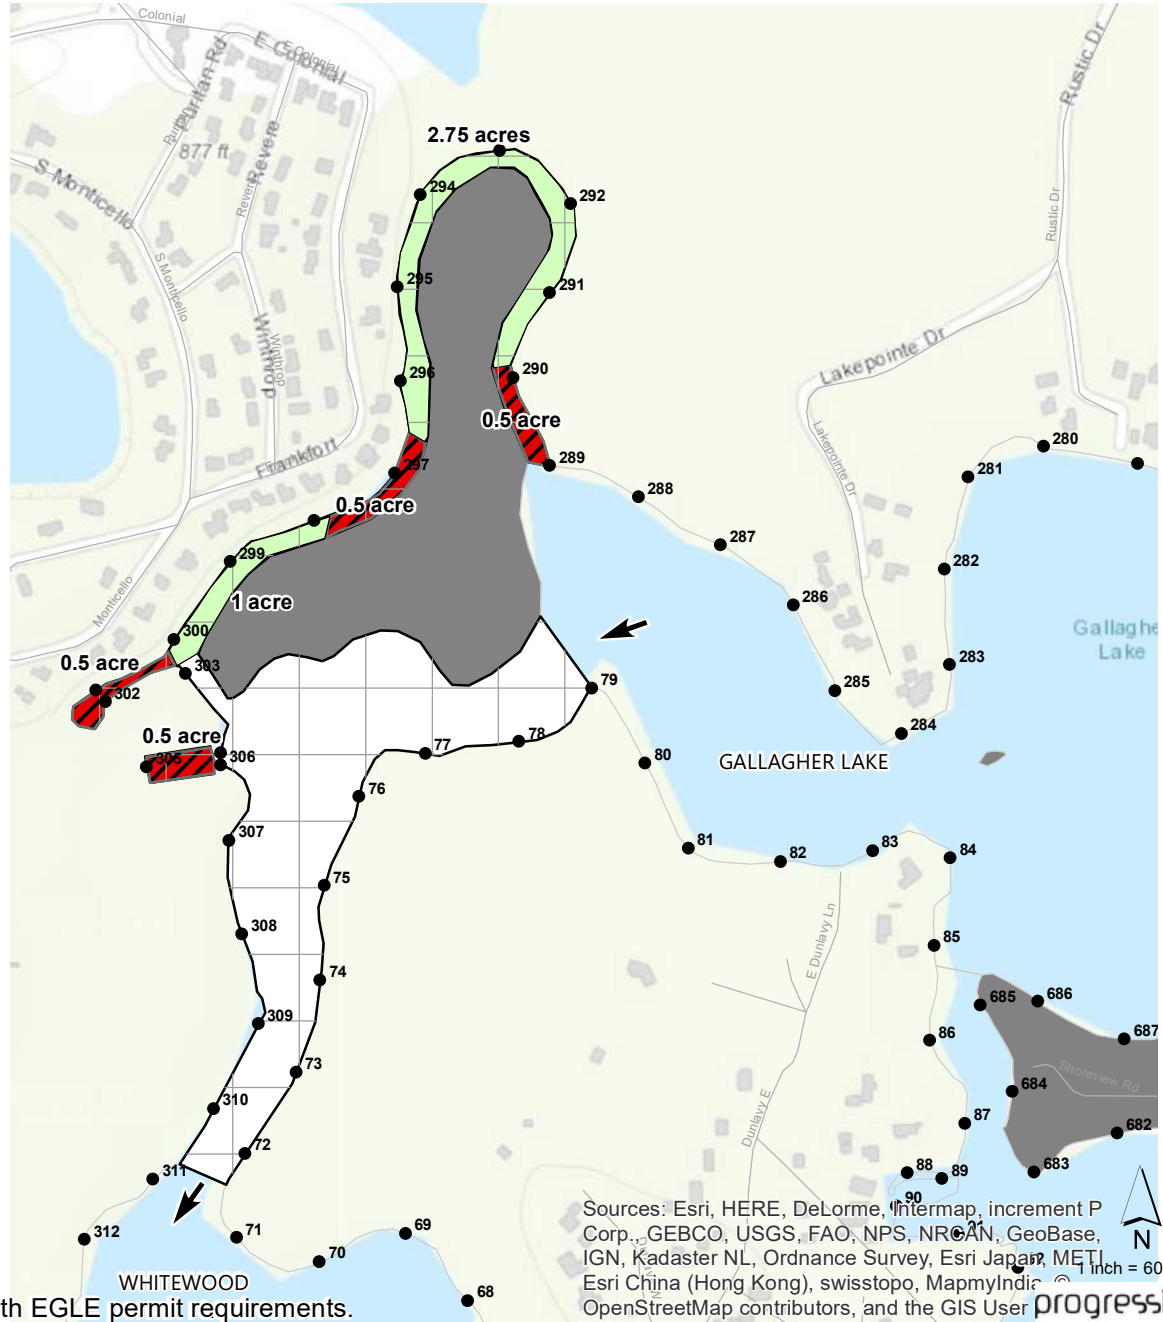 Colonial
E Colonial
E Colonial
Puritan Rd
Revere
Revere
877 ft
S Monticello
S Monticello
Winthrop
Winthrop
Frankfort
Monticello
Rustic Dr
Rustic Dr
Lakepointe Dr
Lakepointe Dr
2.75 acres
294
292
295
291
296
290
0.5 acre
289
297
0.5 acre
288
280
281
287
299
282
286
1 acre
300
Gallaghe
Lake
0.5 acre
303
283
302
79
285
284
0.5 acre
305
306
77
78
80
GALLAGHER LAKE
76
307
81
82
83
84
75
308
85
E Dunlavy Ln
74
685
686
309
86
687
73
684
Shoreview Rd
310
87
682
Dunlavy E
72
311
88
89
683
90
91
312
71
69
70
68
N
WHITEWOOD
th EGLE permit requirements.
Sources: Esri, HERE, DeLorme, Intermap, increment P
Corp., GEBCO, USGS, FAO, NPS, NRCAN, GeoBase,
IGN, Kadaster NL, Ordnance Survey, Esri Japan, METI,
Esri China (Hong Kong), swisstopo, MapmyIndia, ©
OpenStreetMap contributors, and the GIS User
1 inch = 60
progressi